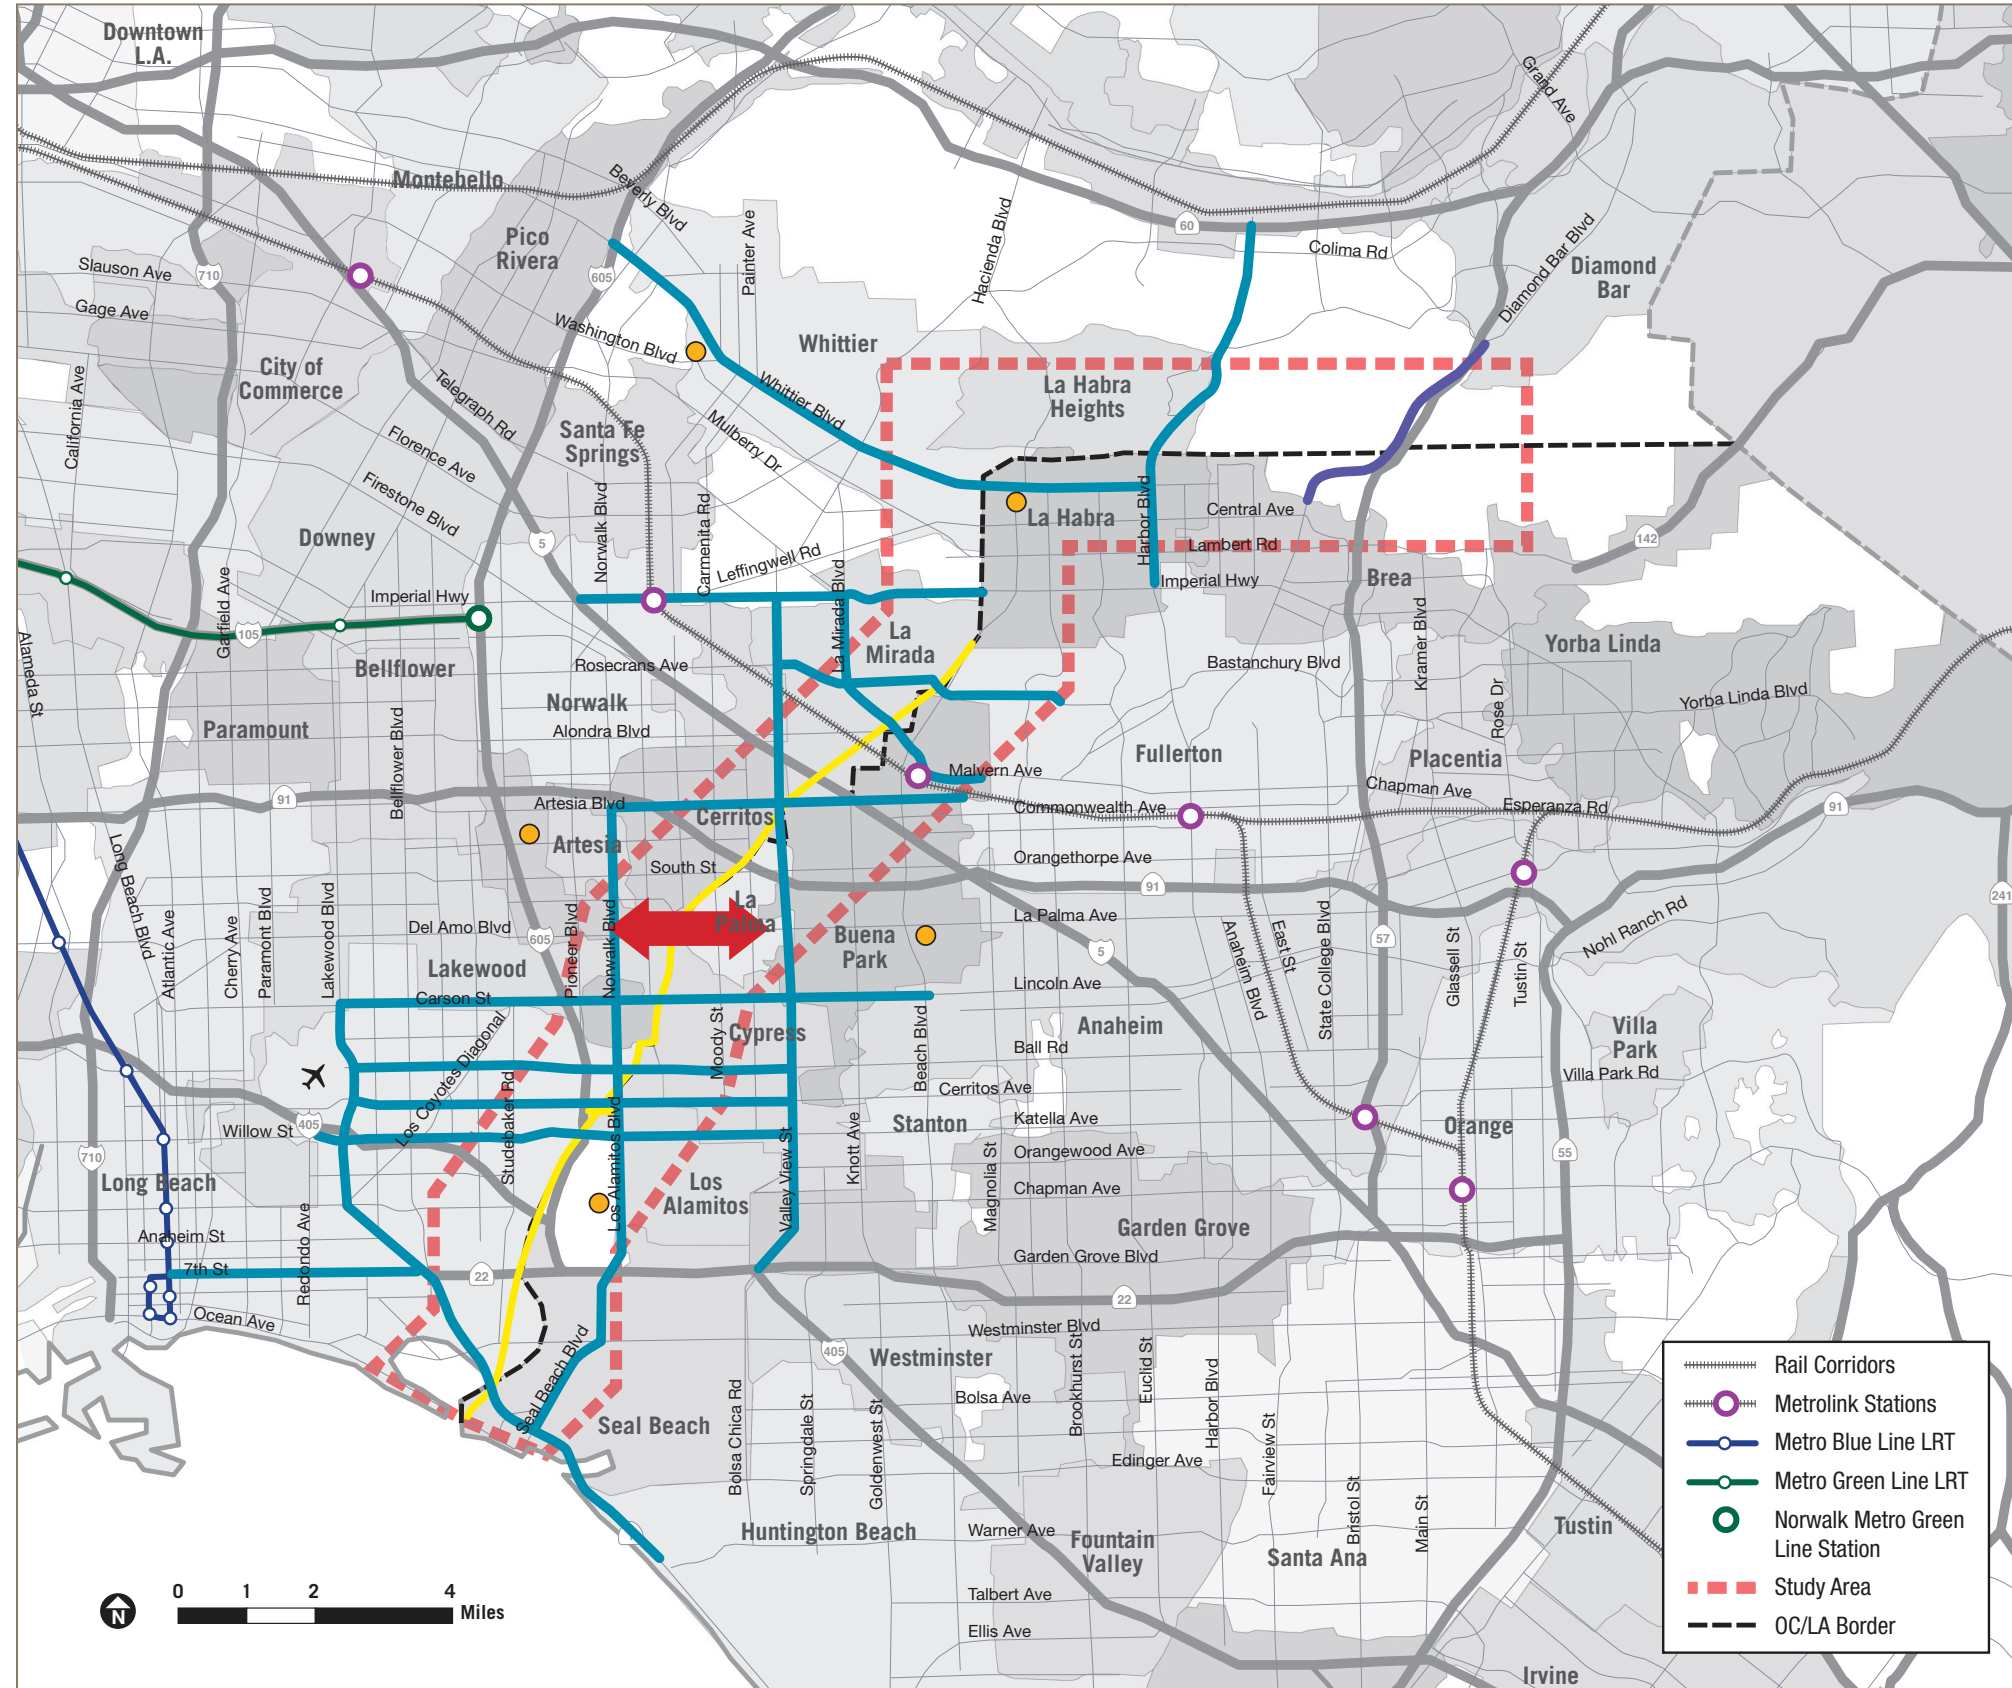 Downtown
L.A.
Montebello
Beverly Blvd
Painter Ave
Hacienda Blvd
60
Colima Rd
Grand Ave
Diamond Bar Blvd
Diamond
Bar
Pico
Rivera
605
Slauson Ave
710
Gage Ave
Washington Blvd
Whittier
City of
Commerce
California Ave
Telegraph Rd
Whittier Blvd
La Habra
Heights
Santa Fe
Springs
Mulberry Dr
Florence Ave
Firestone Blvd
Downey
5
Norwalk Blvd
Carmenita Rd
Leffingwell Rd
La Mirada Blvd
La Habra
Harbor Blvd
Central Ave
Lambert Rd
Imperial Hwy
Brea
142
Garfield Ave
105
Imperial Hwy
Alameda St
Bellflower
Rosecrans Ave
La
Mirada
Bastanchury Blvd
Kramer Blvd
Yorba Linda
Yorba Linda Blvd
Rose Dr
Norwalk
Alondra Blvd
Paramount
Bellflower Blvd
Fullerton
Placentia
Malvern Ave
Chapman Ave
91
Artesia Blvd
Cerritos
Commonwealth Ave
Esperanza Rd
91
Artesia
South St
Orangethorpe Ave
91
Long Beach Blvd
Atlantic Ave
Cherry Ave
Paramont Blvd
Lakewood Blvd
Del Amo Blvd
605
Pioneer Blvd
Norwalk Blvd
La
Palma
Buena
Park
La Palma Ave
5
Anaheim Blvd
East St
State College Blvd
57
Glassell St
Tustin St
Nohl Ranch Rd
241
Lakewood
Carson St
Lincoln Ave
Los Coyotes Diagonal
Studebaker Rd
Moody St
Cypress
Beach Blvd
Anaheim
Ball Rd
Cerritos Ave
Villa
Park
Villa Park Rd
405
Willow St
Los Alamitos Blvd
Valley View St
Knott Ave
Stanton
Katella Ave
Orange
Orangewood Ave
55
710
Long Beach
Los
Alamitos
Magnolia St
Chapman Ave
Garden Grove
Anaheim St
Redondo Ave
Garden Grove Blvd
7th St
22
22
Ocean Ave
Seal Beach Blvd
405
Westminster Blvd
Westminster
Brookhurst St
Euclid St
Harbor Blvd
Bolsa Ave
Seal Beach
Bolsa Chica Rd
Springdale St
Goldenwest St
Fairview St
Edinger Ave
Bristol St
Main St
Huntington Beach
Warner Ave
Fountain
Valley
Santa Ana
Tustin
Talbert Ave
Ellis Ave
Irvine
N
0 1 2 4
Miles
Rail Corridors
Metrolink Stations
Metro Blue Line LRT
Metro Green Line LRT
Norwalk Metro Green
Line Station
Study Area
OC/LA Border